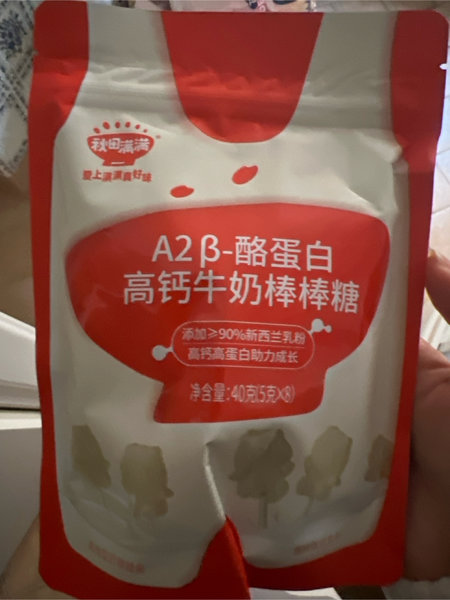 秋田满满
爱上满满真好味
A2 β-酪蛋白
高钙牛奶棒棒糖
添加≥90%新西兰乳粉
高钙高蛋白助力成长
净含量:40克(5克×8)